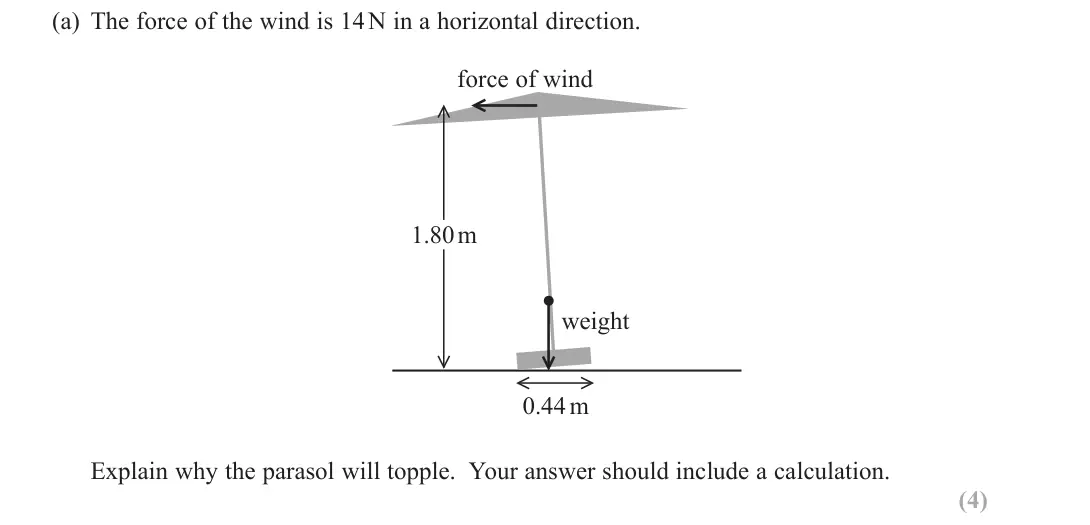 (a) The force of the wind is 14 N in a horizontal direction.
force of wind
1.80 m
weight
0.44 m
Explain why the parasol will topple. Your answer should include a calculation.
(4)